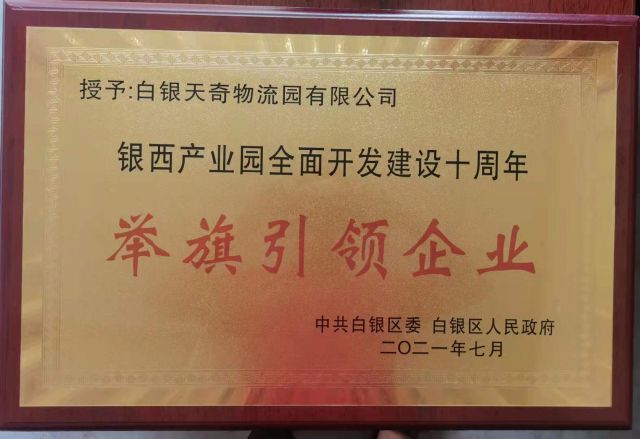 授予:白银天奇物流园有限公司
银西产业园全面开发建设十周年
举旗引领企业
中共白银区委 白银区人民政府
二〇二一年七月